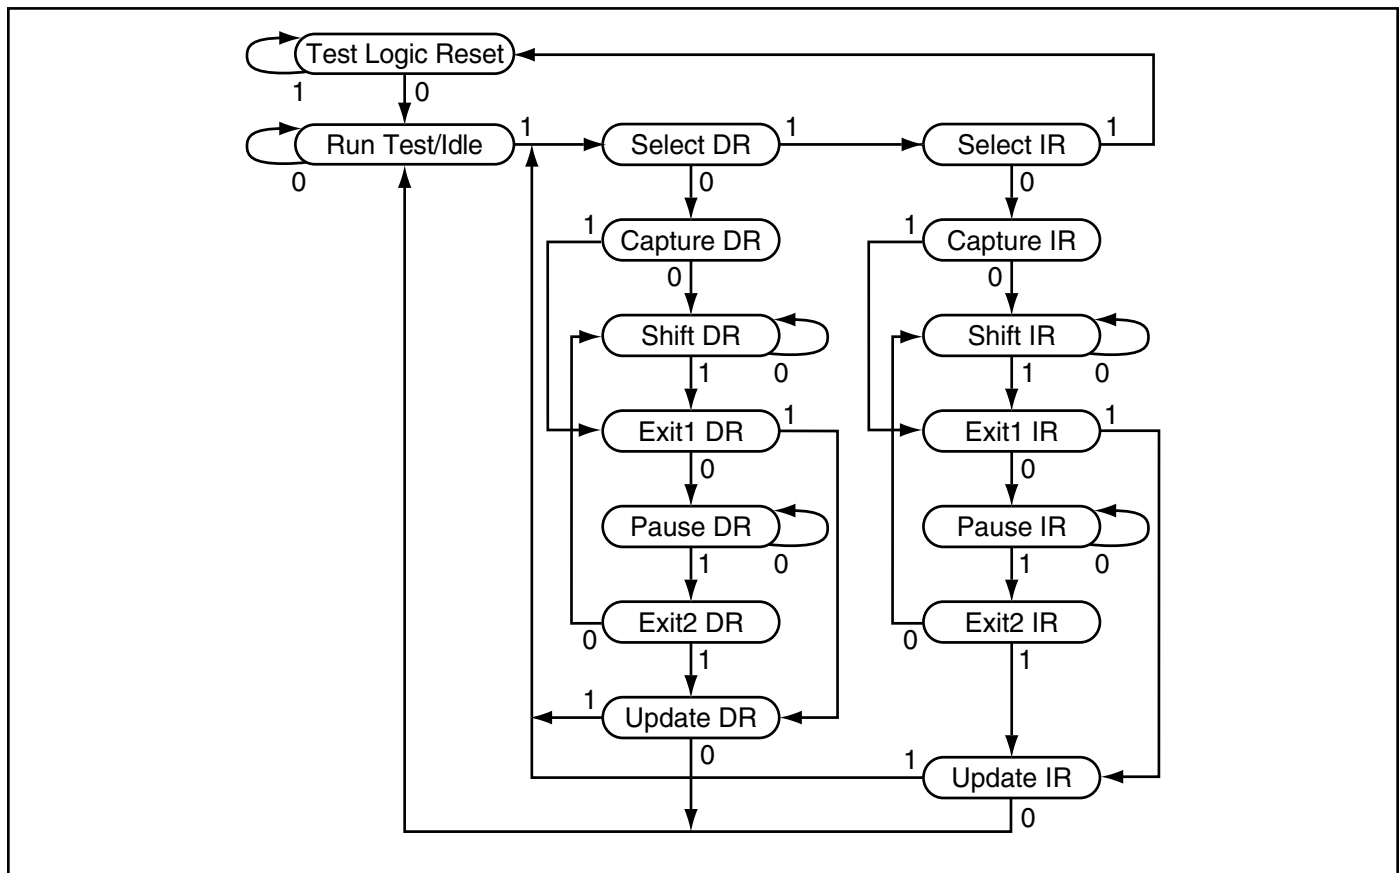 Test Logic Reset
1 0
Run Test/Idle 1 Select DR 1 Select IR 1
0 0 0
1 Capture DR 1 Capture IR
0 0
Shift DR Shift IR
1 0 1 0
Exit1 DR 1 Exit1 IR 1
0 0
Pause DR Pause IR
1 0 1 0
Exit2 DR Exit2 IR
0 1 0 1
1 Update DR
0 1 Update IR
0